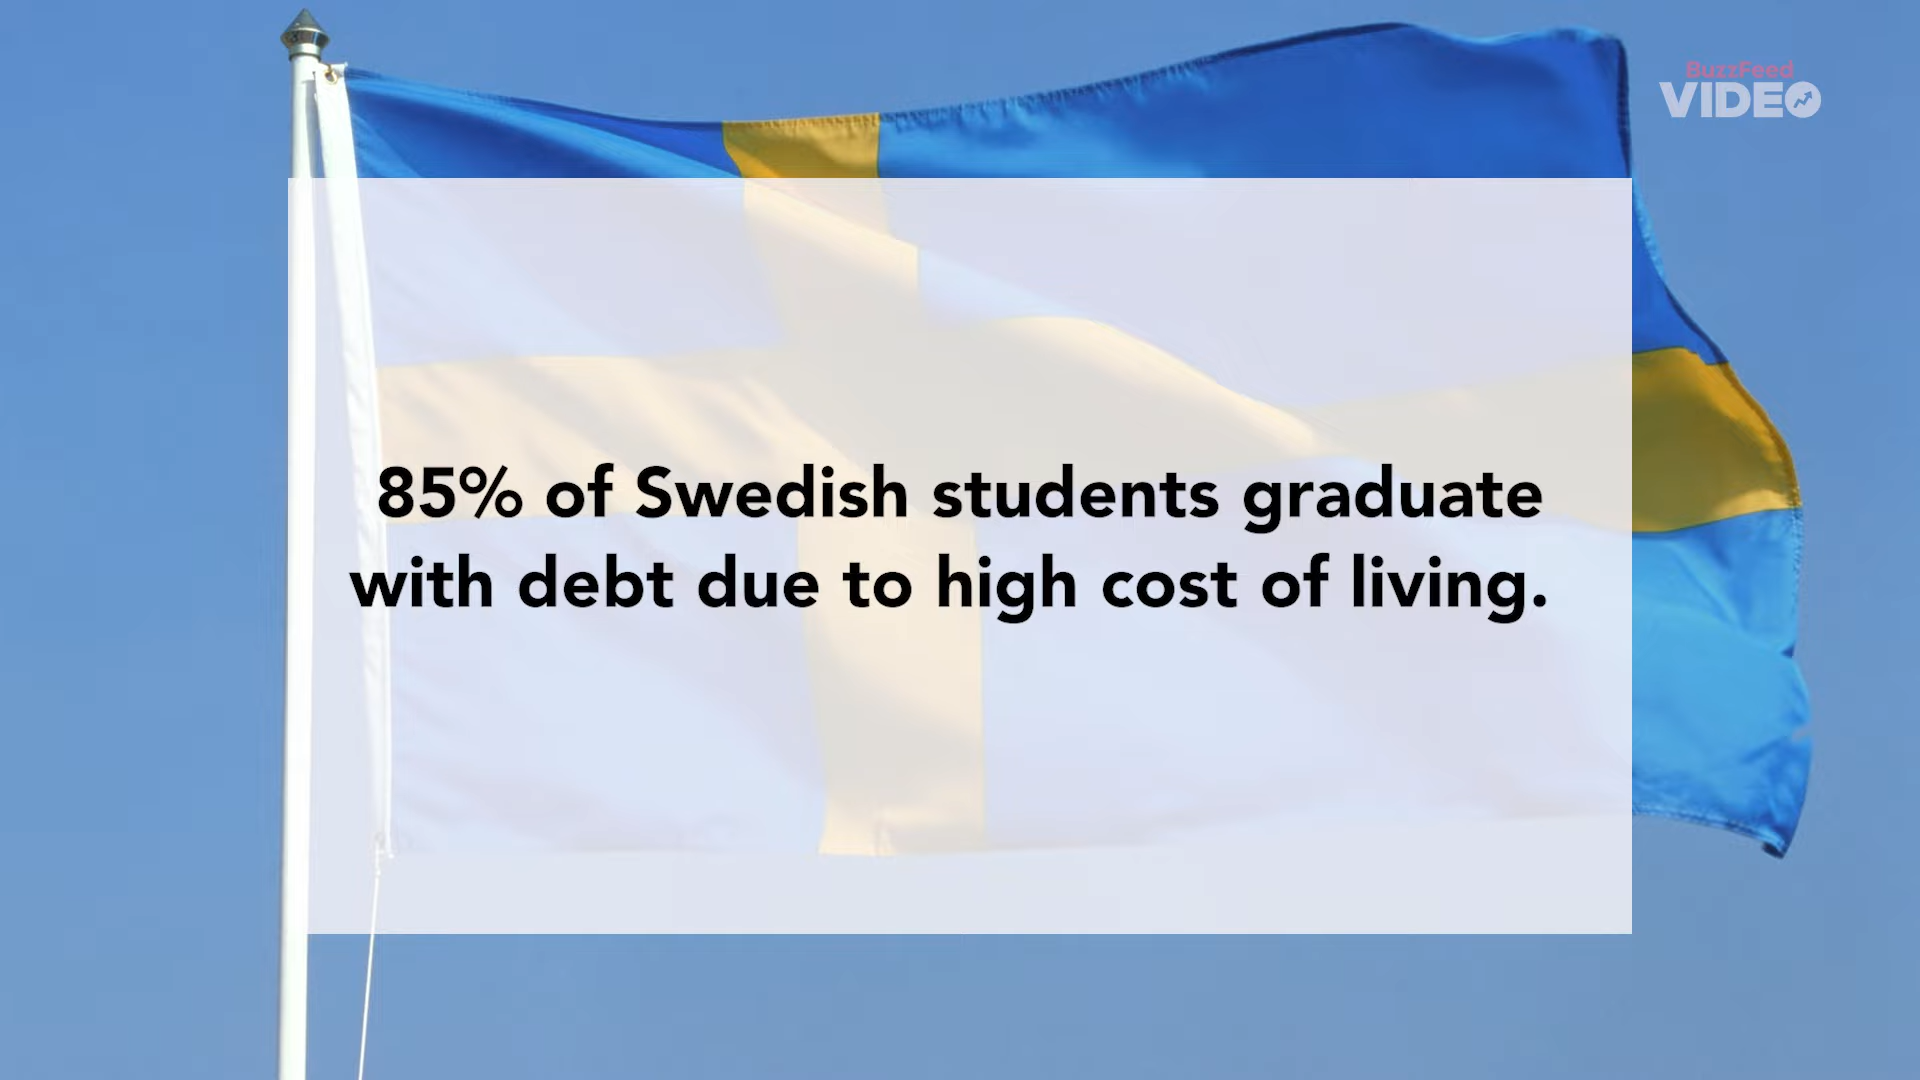 BuzzFeed
VIDEO
85% of Swedish students graduate
with debt due to high cost of living.